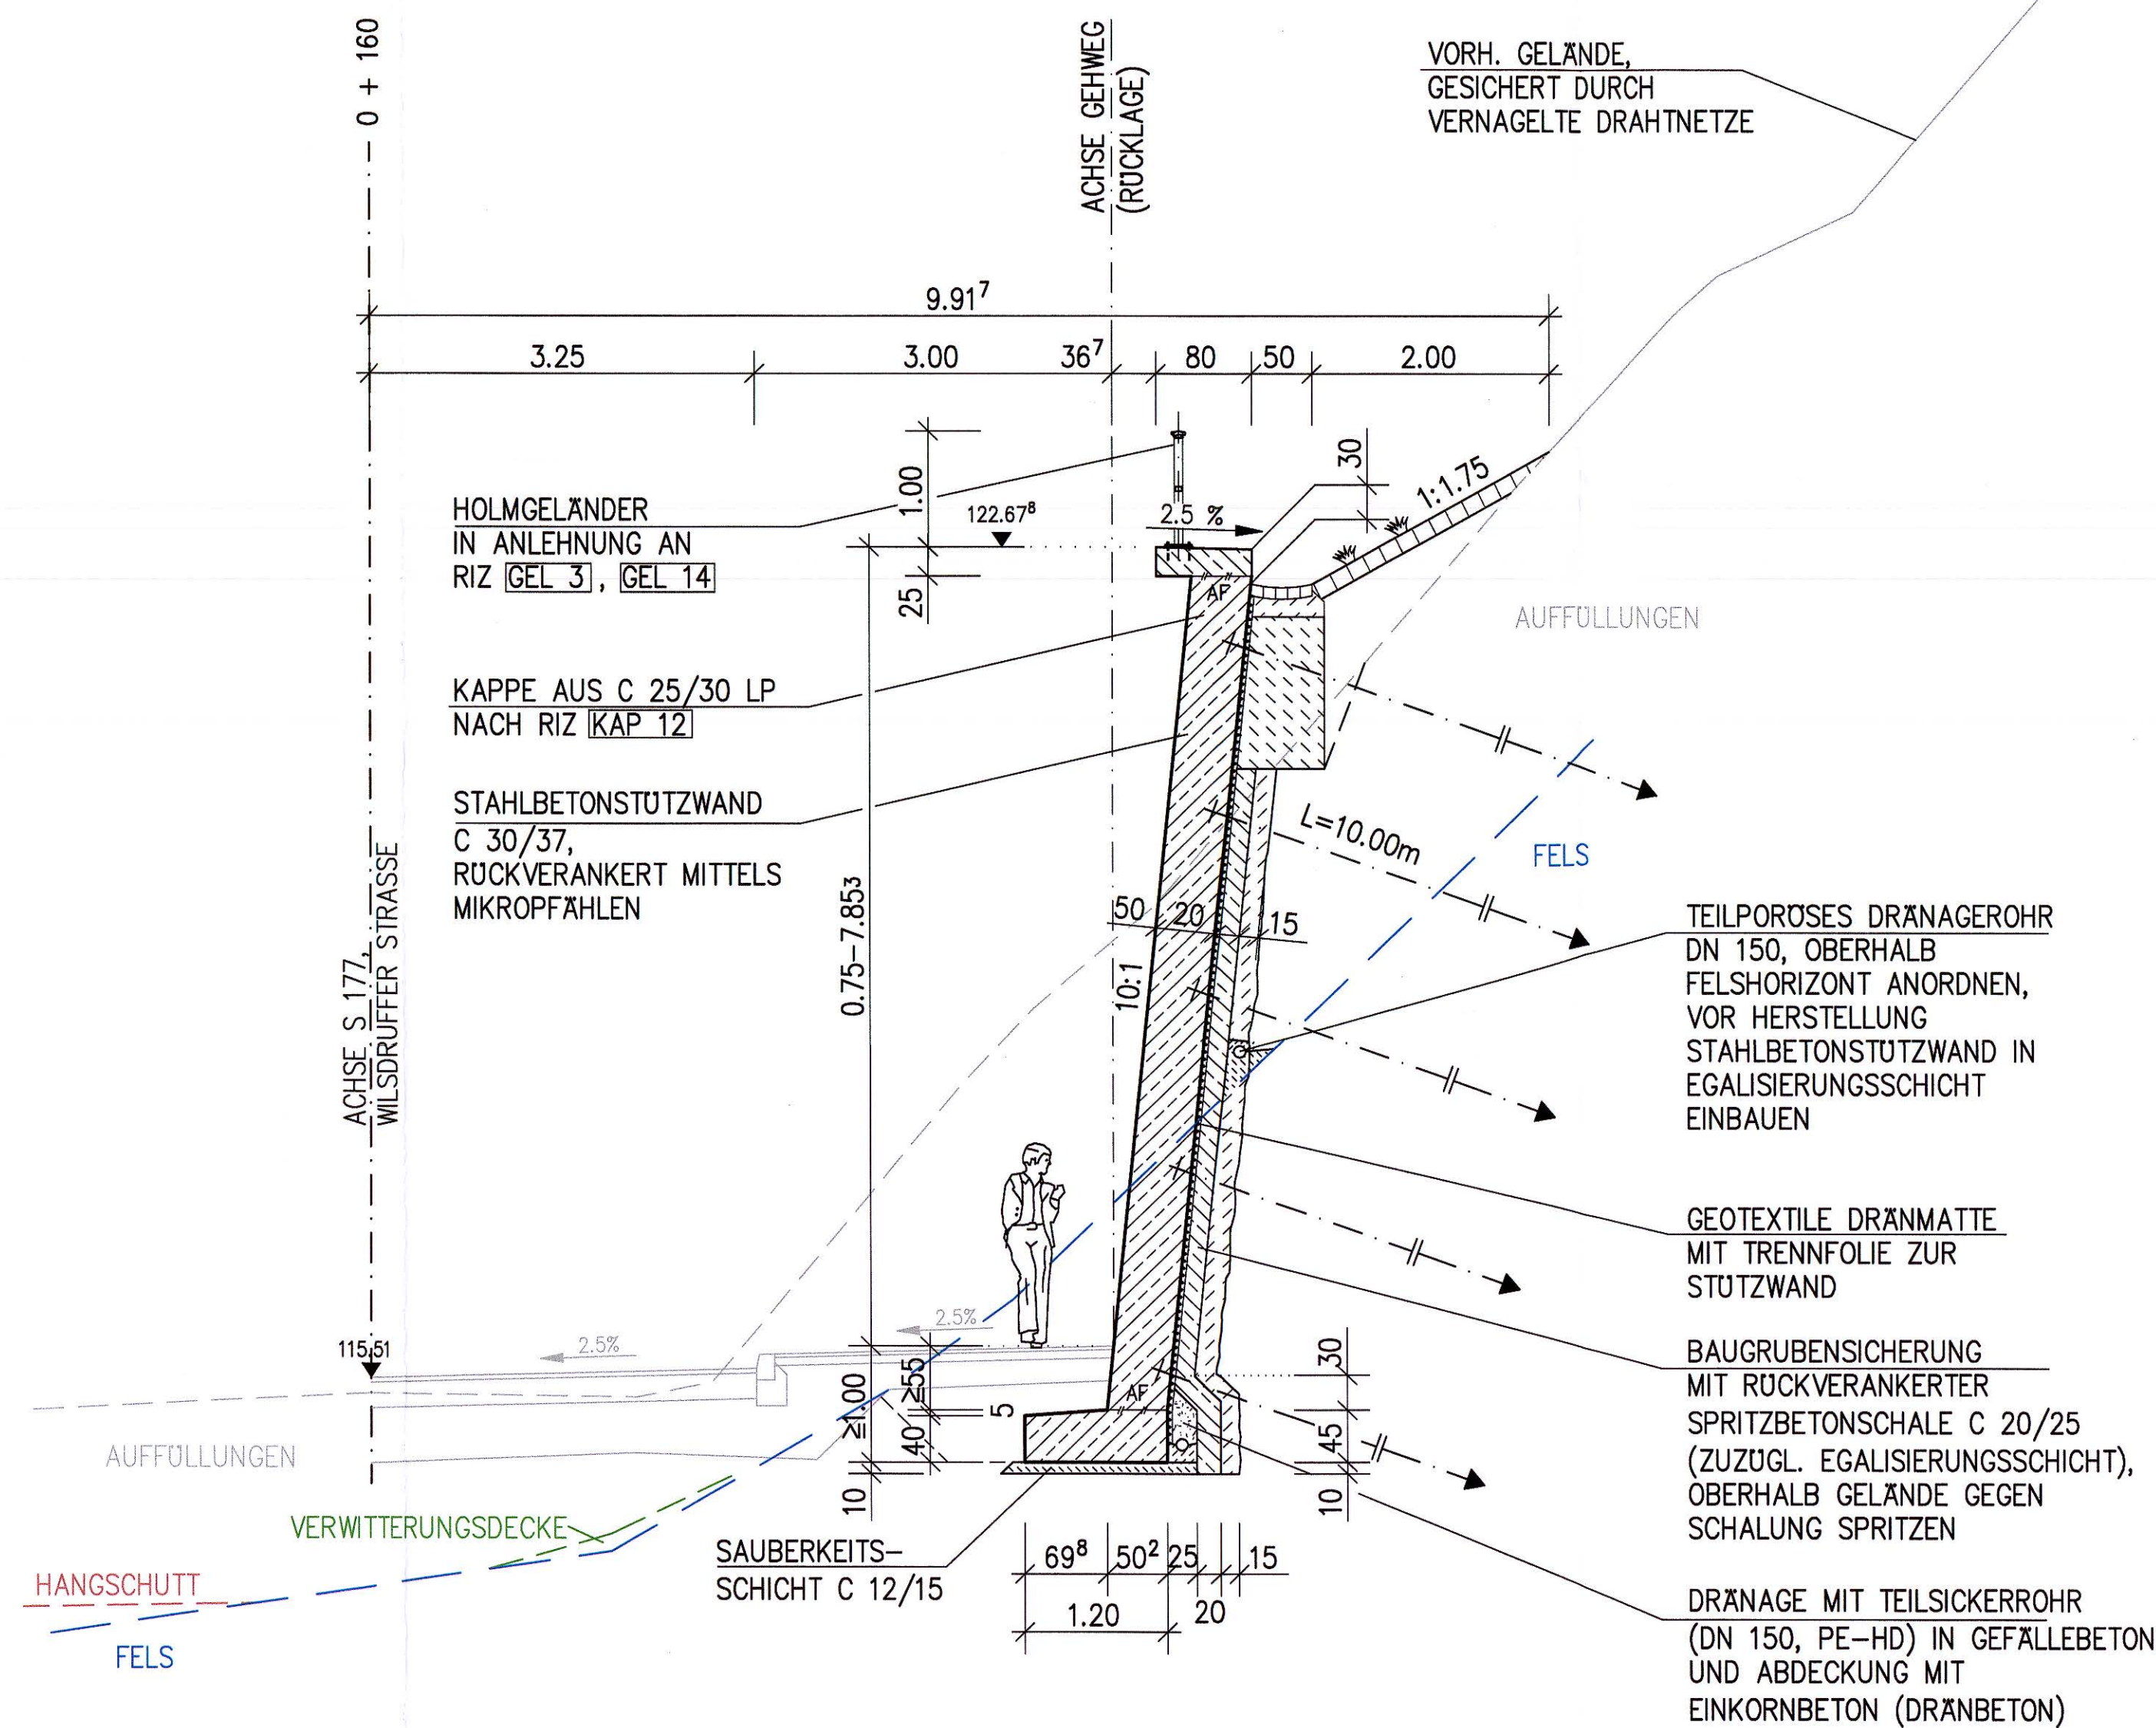 0 + 160
ACHSE GEHWEG
(RÜCKLAGE)
VORH. GELÄNDE,
GESICHERT DURCH
VERNAGELTE DRAHTNETZE
9.91⁷
3.25
3.00
36⁷
80
50
2.00
HOLMGELÄNDER
IN ANLEHNUNG AN
RIZ GEL 3 , GEL 14
1.00
25
122.67⁸
2.5 %
30
1:1.75
AF
AUFFÜLLUNGEN
KAPPE AUS C 25/30 LP
NACH RIZ KAP 12
STAHLBETONSTÜTZWAND
C 30/37,
RÜCKVERANKERT MITTELS
MIKROPFÄHLEN
ACHSE S 177,
WILSDRUFFER STRASSE
0.75-7.85³
L=10.00m
FELS
50
20
15
10:1
TEILPORÖSES DRÄNAGEROHR
DN 150, OBERHALB
FELSHORIZONT ANORDNEN,
VOR HERSTELLUNG
STAHLBETONSTÜTZWAND IN
EGALISIERUNGSSCHICHT
EINBAUEN
GEOTEXTILE DRÄNMATTE
MIT TRENNFOLIE ZUR
STÜTZWAND
BAUGRUBENSICHERUNG
MIT RÜCKVERANKERTER
SPRITZBETONSCHALE C 20/25
(ZUZÜGL. EGALISIERUNGSSCHICHT),
OBERHALB GELÄNDE GEGEN
SCHALUNG SPRITZEN
DRÄNAGE MIT TEILSICKERROHR
(DN 150, PE-HD) IN GEFÄLLEBETON
UND ABDECKUNG MIT
EINKORNBETON (DRÄNBETON)
115.51
2.5%
2.5%
≥1.00
≥55
5
40
10
AF
30
45
10
AUFFÜLLUNGEN
VERWITTERUNGSDECKE
HANGSCHUTT
FELS
SAUBERKEITS-
SCHICHT C 12/15
69⁸
50²
25
15
1.20
20